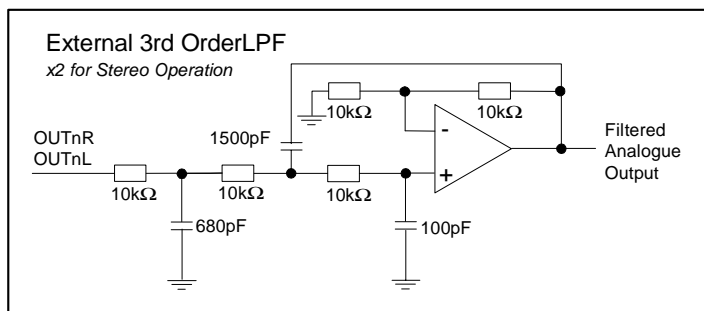 External 3rd OrderLPF
x2 for Stereo Operation
10kΩ
10kΩ
1500pF
OUTnR
OUTnL
10kΩ
10kΩ
10kΩ
680pF
100pF
-
+
Filtered
Analogue
Output